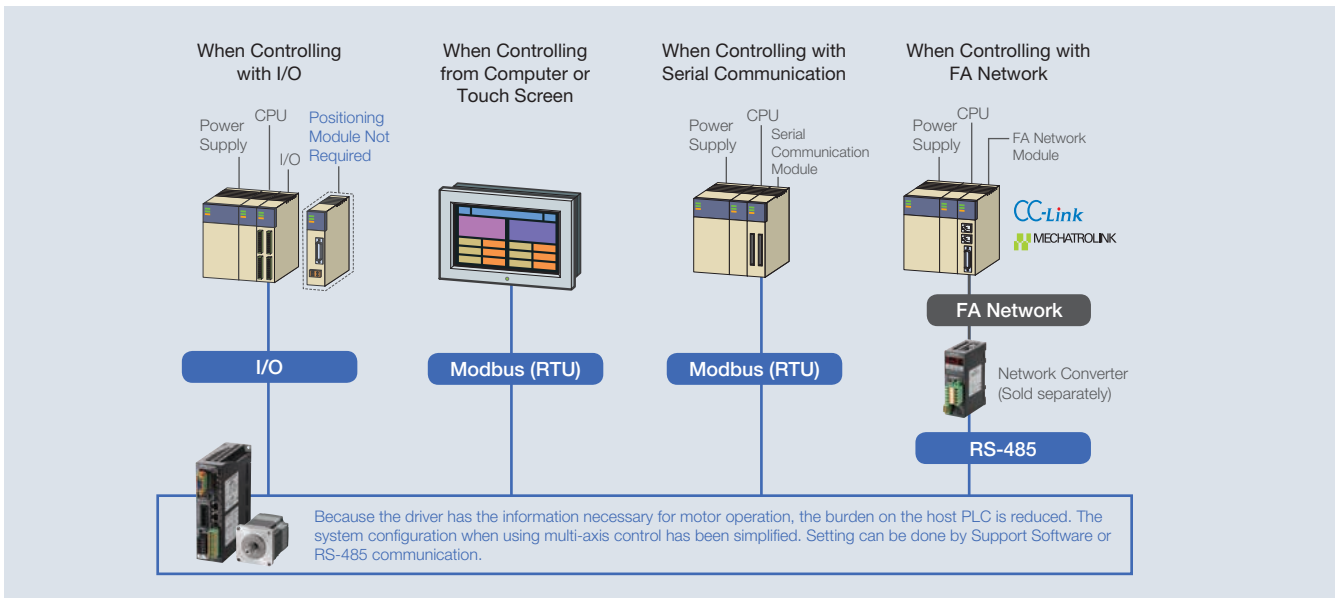 When Controlling
with I/O
When Controlling
from Computer or
Touch Screen
When Controlling with
Serial Communication
When Controlling with
FA Network
Power
Supply
CPU
I/O
Positioning
Module Not
Required
Power
Supply
CPU
Serial
Communication
Module
Power
Supply
CPU
FA Network
Module
CC-Link
MECHATROLINK
FA Network
I/O
Modbus (RTU)
Modbus (RTU)
Network Converter
(Sold separately)
RS-485
Because the driver has the information necessary for motor operation, the burden on the host PLC is reduced. The
system configuration when using multi-axis control has been simplified. Setting can be done by Support Software or
RS-485 communication.